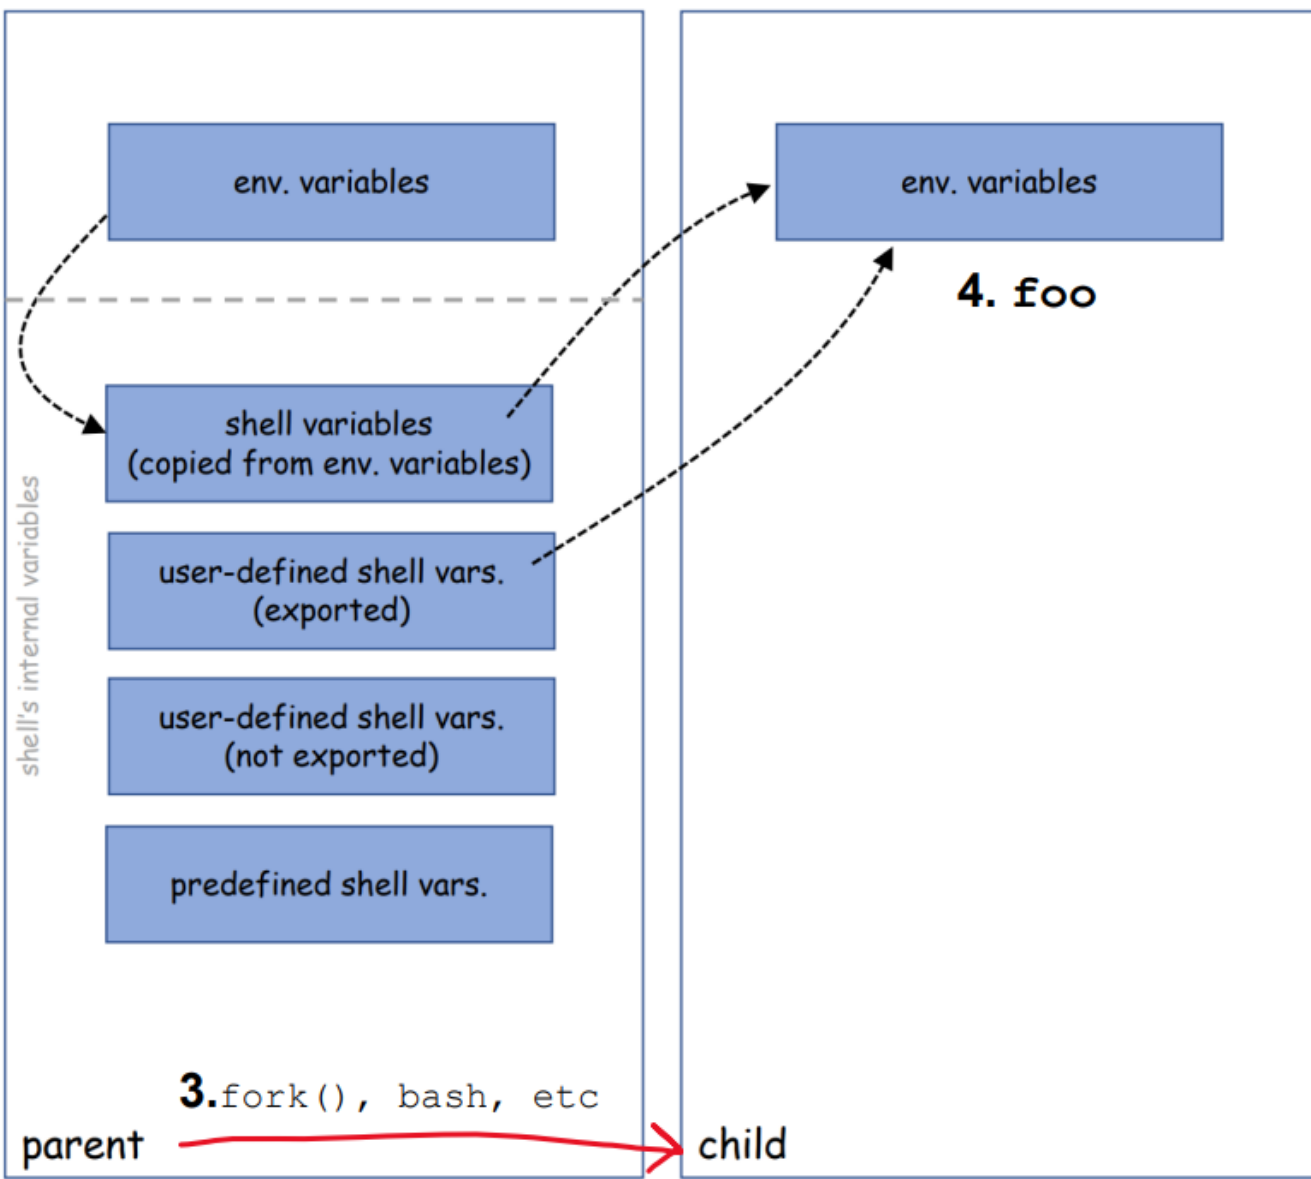 env. variables
env. variables
4. foo
shell variables
(copied from env. variables)
shell's internal variables
user-defined shell vars.
(exported)
user-defined shell vars.
(not exported)
predefined shell vars.
3.fork(), bash, etc
parent
child